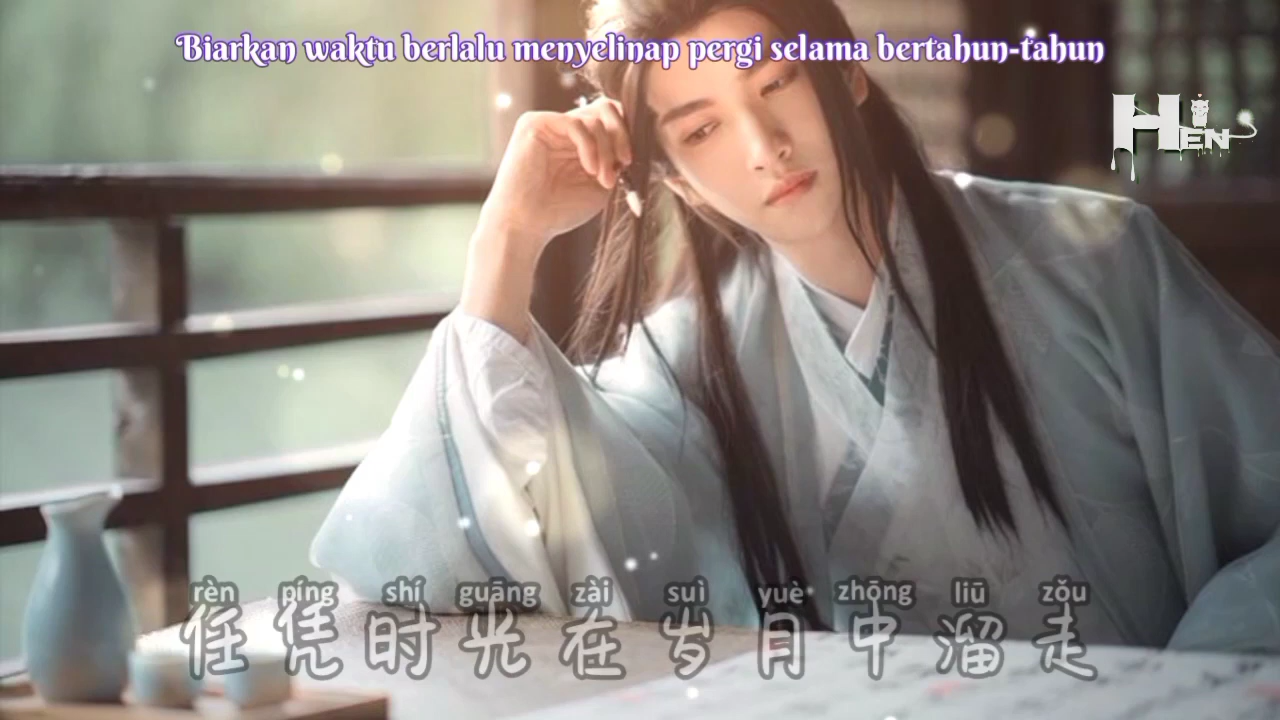 Biarkan waktu berlalu menyelinap pergi selama bertahun-tahun
HEN
rèn píng shí guāng zài suì yuè zhōng liū zǒu
任凭时光在岁月中溜走